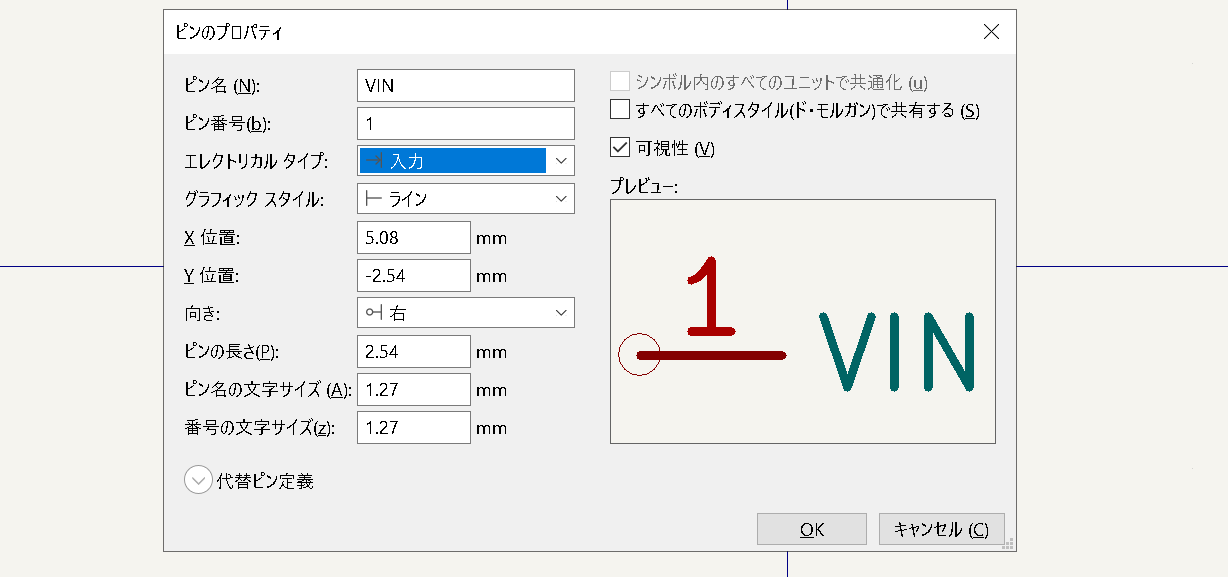 ピンのプロパティ
ピン名 (N): VIN
ピン番号(b): 1
エレクトリカル タイプ: 入力
グラフィック スタイル: ライン
X 位置: 5.08 mm
Y 位置: -2.54 mm
向き: 右
ピンの長さ(P): 2.54 mm
ピン名の文字サイズ (A): 1.27 mm
番号の文字サイズ(z): 1.27 mm
代替ピン定義
シンボル内のすべてのユニットで共通化 (u)
すべてのボディスタイル(ド・モルガン)で共有する (S)
可視性 (V)
プレビュー:
1
VIN
OK
キャンセル (C)